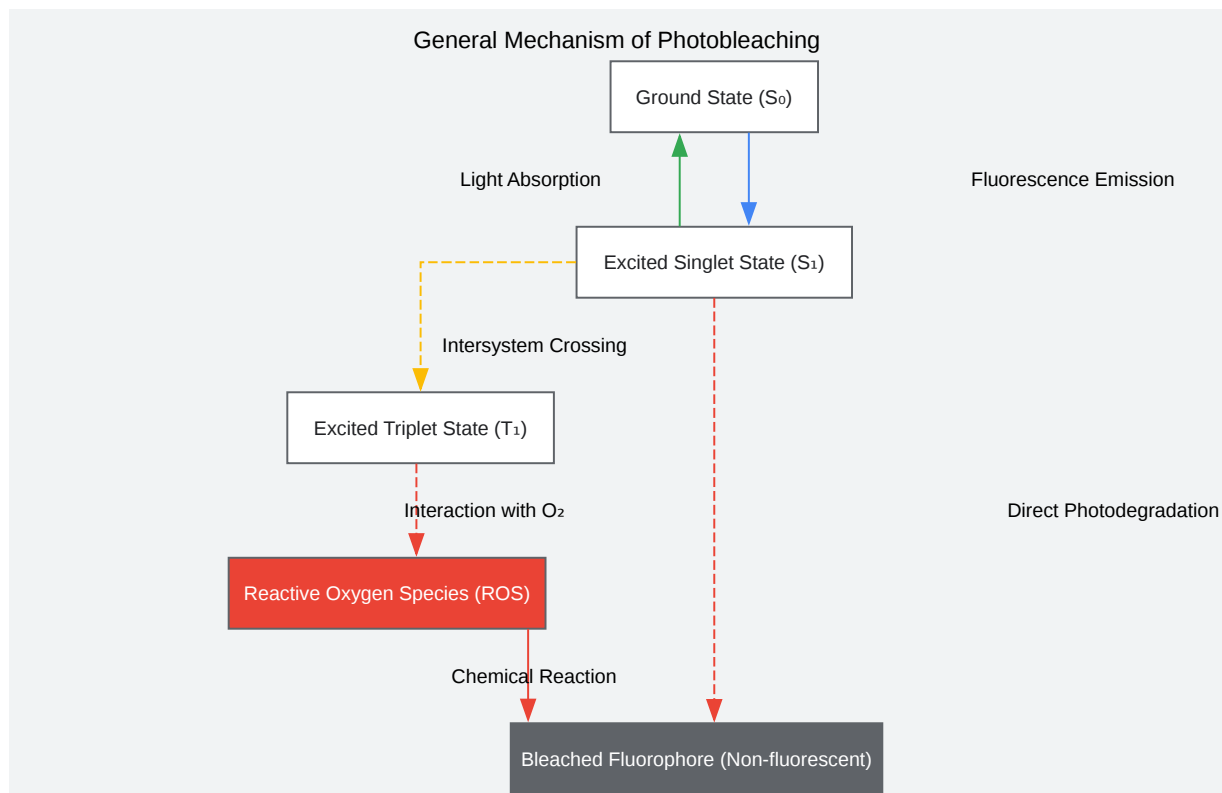 General Mechanism of Photobleaching
Ground State (S₀)
Light Absorption
Fluorescence Emission
Excited Singlet State (S₁)
Intersystem Crossing
Excited Triplet State (T₁)
Interaction with O₂
Direct Photodegradation
Reactive Oxygen Species (ROS)
Chemical Reaction
Bleached Fluorophore (Non-fluorescent)